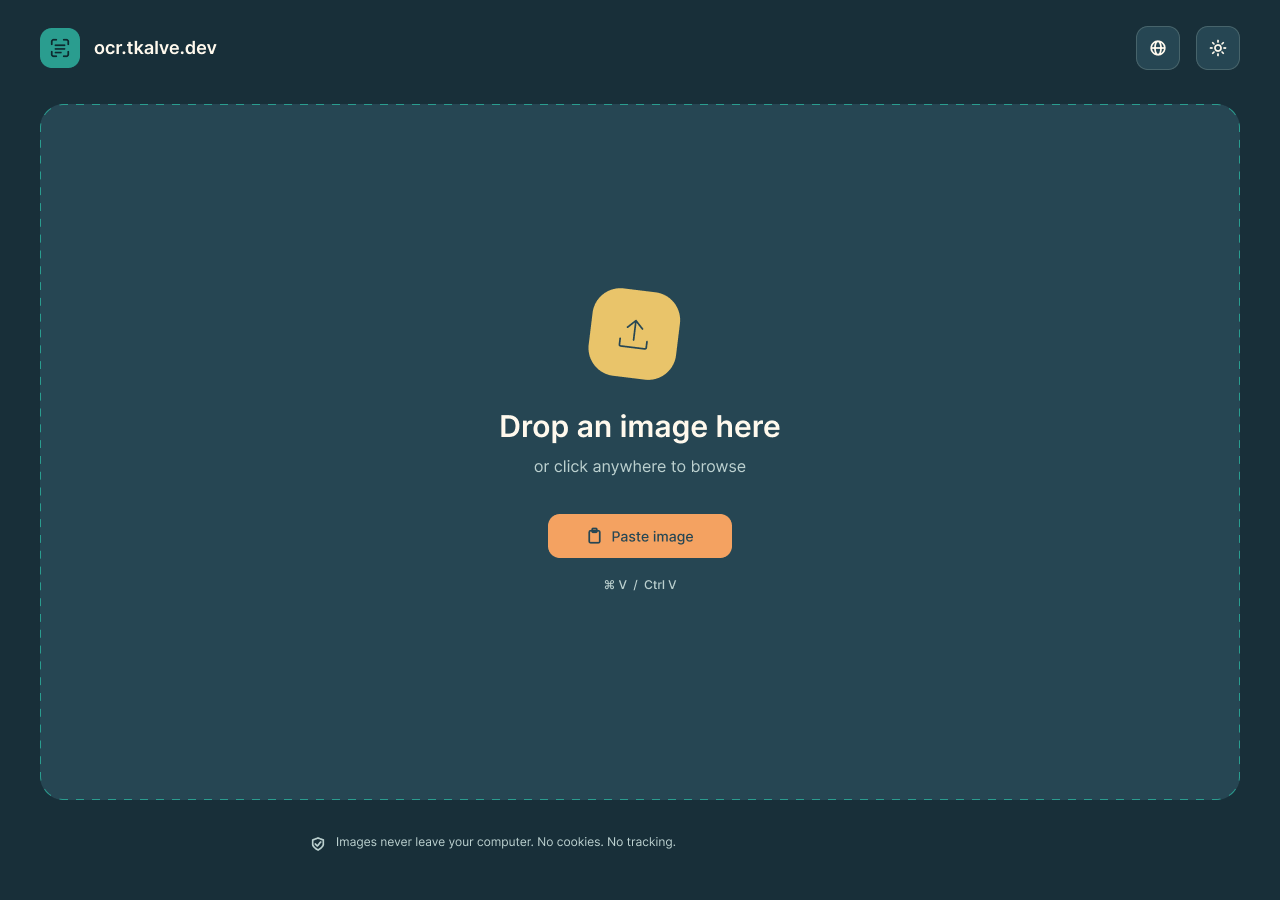 ocr.tkalve.dev
Drop an image here
or click anywhere to browse
Paste image
⌘ V / Ctrl V
Images never leave your computer. No cookies. No tracking.